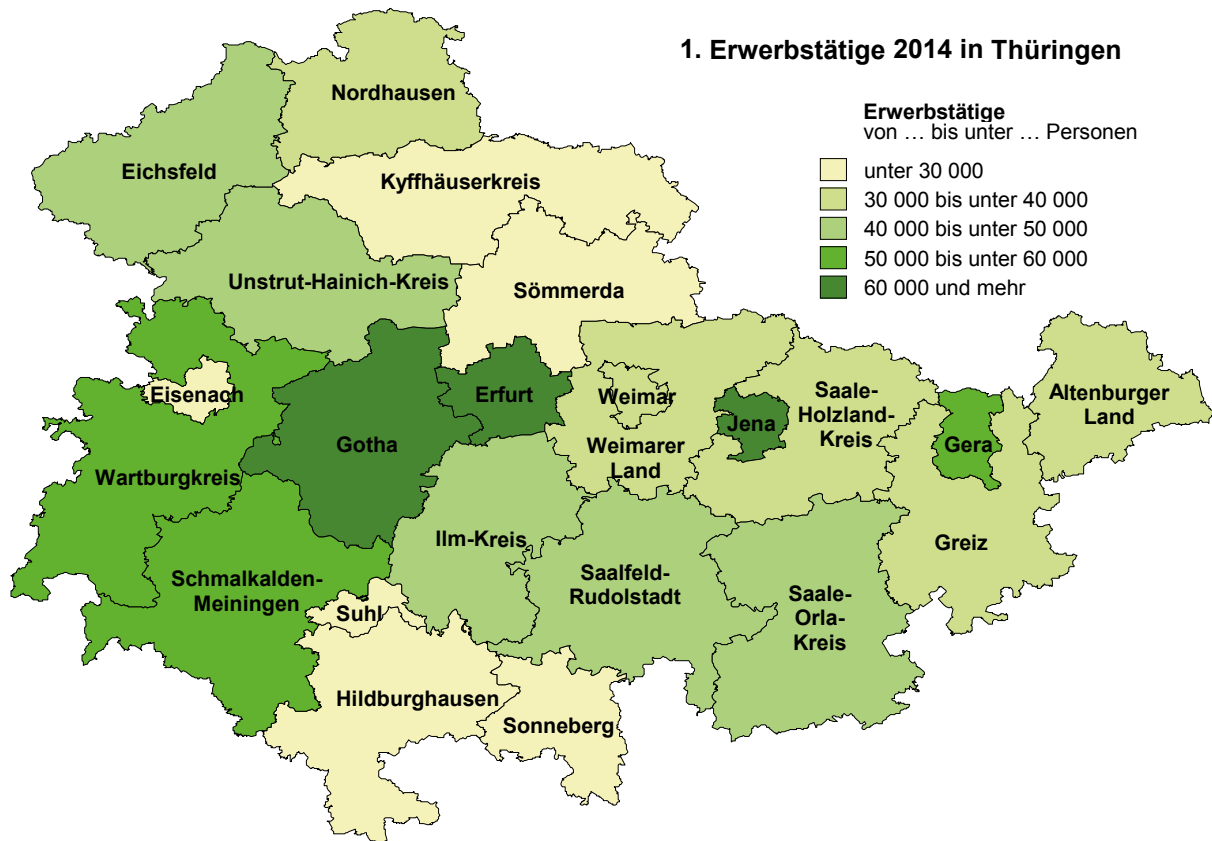 1. Erwerbstätige 2014 in Thüringen
Erwerbstätige
von … bis unter … Personen
unter 30 000
30 000 bis unter 40 000
40 000 bis unter 50 000
50 000 bis unter 60 000
60 000 und mehr
Nordhausen
Eichsfeld
Kyffhäuserkreis
Unstrut-Hainich-Kreis
Sömmerda
Eisenach
Erfurt
Weimar
Jena
Saale-
Holzland-
Kreis
Altenburger
Land
Gotha
Weimarer
Land
Gera
Wartburgkreis
Ilm-Kreis
Greiz
Schmalkalden-
Meiningen
Saalfeld-
Rudolstadt
Saale-
Orla-
Kreis
Suhl
Hildburghausen
Sonneberg